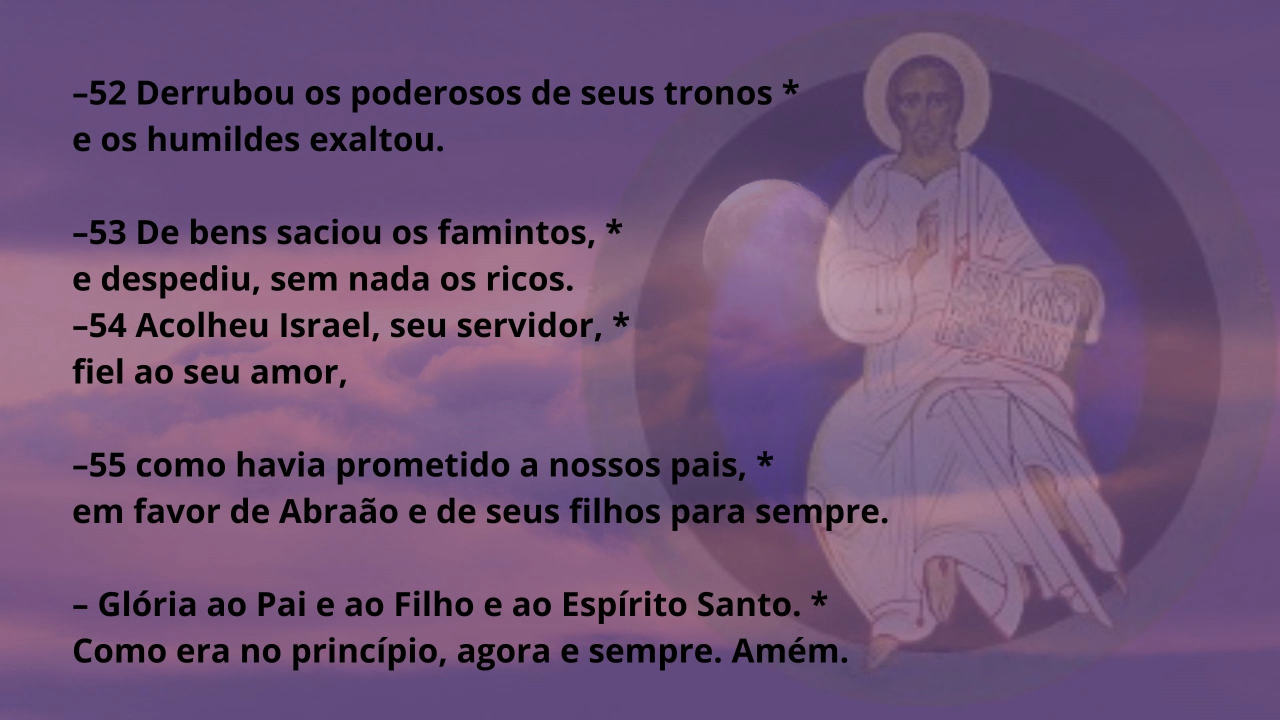 –52 Derrubou os poderosos de seus tronos *
e os humildes exaltou.
–53 De bens saciou os famintos, *
e despediu, sem nada os ricos.
–54 Acolheu Israel, seu servidor, *
fiel ao seu amor,
–55 como havia prometido a nossos pais, *
em favor de Abraão e de seus filhos para sempre.
– Glória ao Pai e ao Filho e ao Espírito Santo. *
Como era no princípio, agora e sempre. Amém.